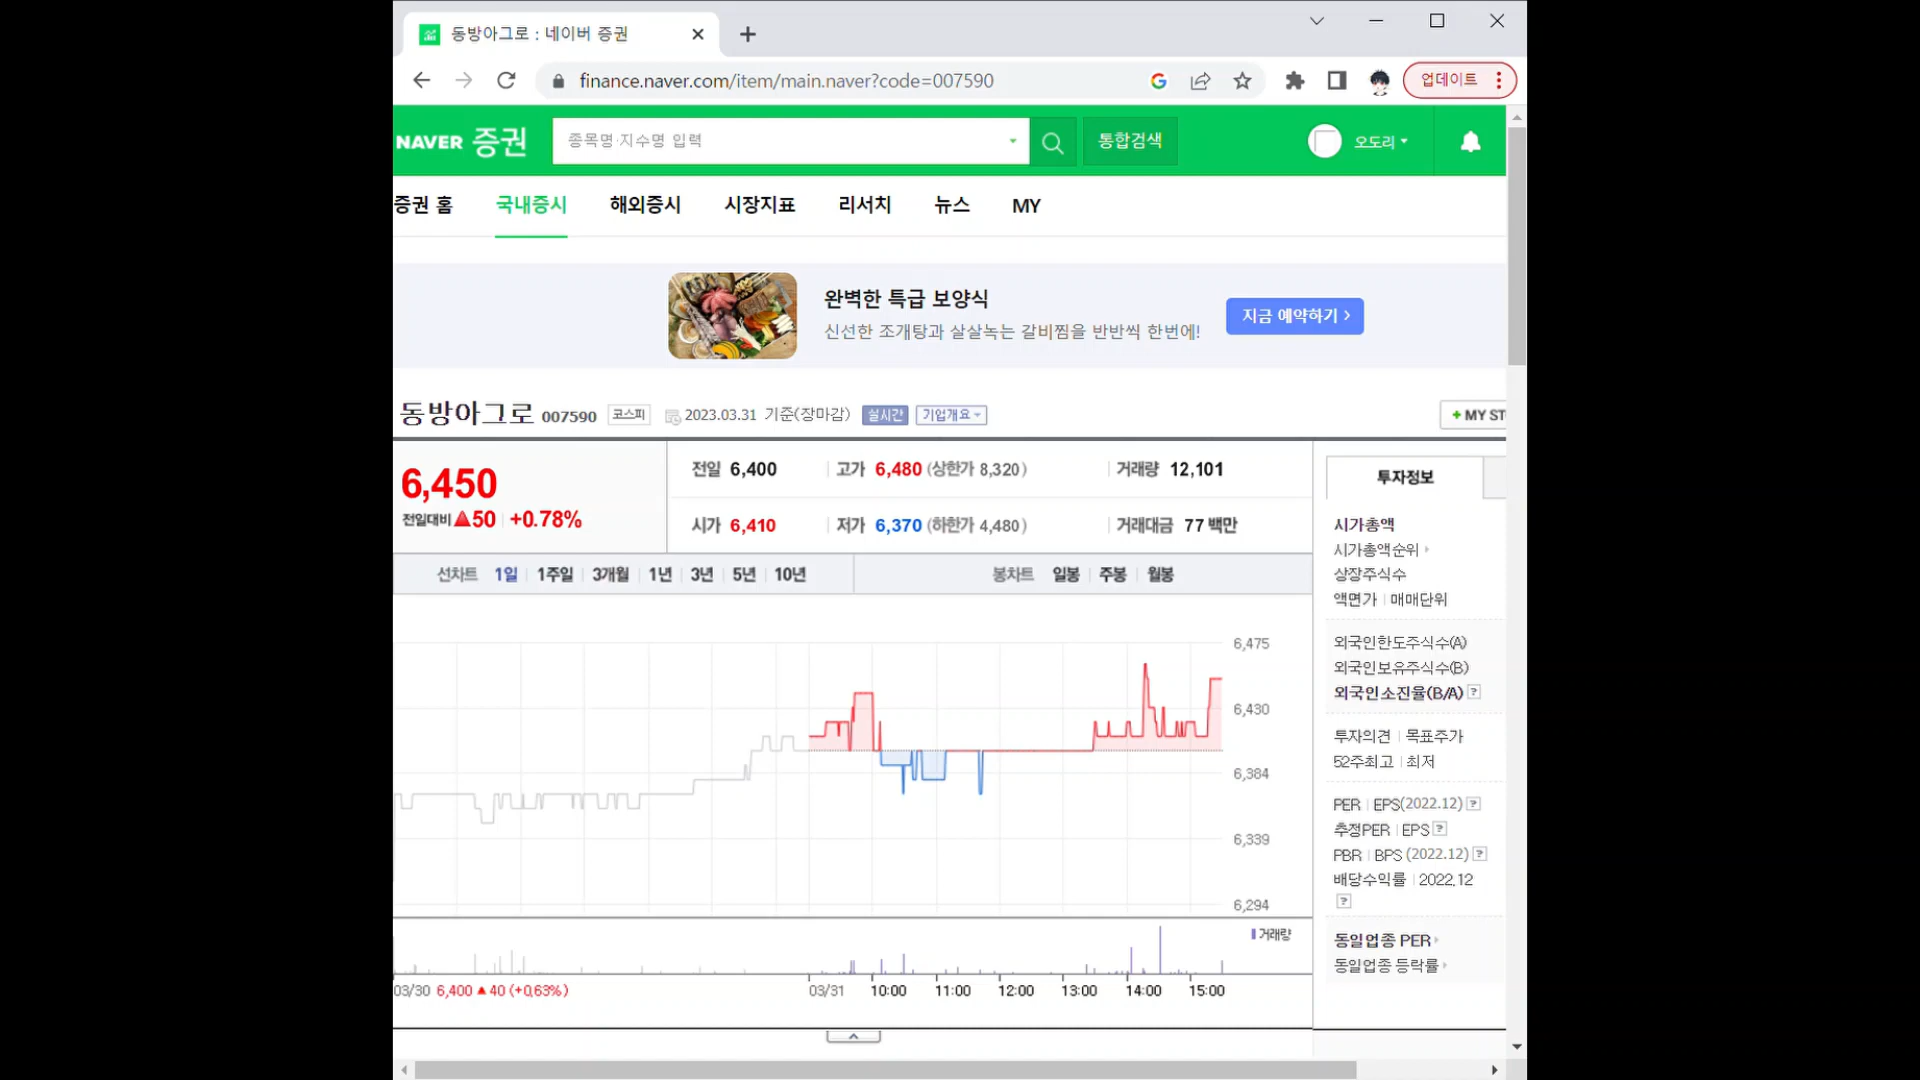 동방아그로 : 네이버 증권
finance.naver.com/item/main.naver?code=007590
업데이트
NAVER 증권
종목명·지수명 입력
통합검색
오도리
증권 홈 국내증시 해외증시 시장지표 리서치 뉴스 MY
완벽한 특급 보양식
신선한 조개탕과 살살녹는 갈비찜을 반반씩 한번에!
지금 예약하기
동방아그로 007590 코스피 2023.03.31 기준(장마감) 실시간 기업개요
+ MY ST
6,450
전일대비 ▲50 +0.78%
전일 6,400 고가 6,480 (상한가 8,320) 거래량 12,101
시가 6,410 저가 6,370 (하한가 4,480) 거래대금 77 백만
선차트 1일 1주일 3개월 1년 3년 5년 10년 봉차트 일봉 주봉 월봉
6,475
6,430
6,384
6,339
6,294
거래량
03/30 6,400 ▲40 (+0,63%) 03/31 10:00 11:00 12:00 13:00 14:00 15:00
투자정보
시가총액
시가총액순위
상장주식수
액면가 매매단위
외국인한도주식수(A)
외국인보유주식수(B)
외국인소진율(B/A) ?
투자의견 목표주가
52주최고 최저
PER EPS(2022.12) ?
추정PER EPS ?
PBR BPS (2022.12) ?
배당수익률 2022.12
?
동일업종 PER
동일업종 등락률